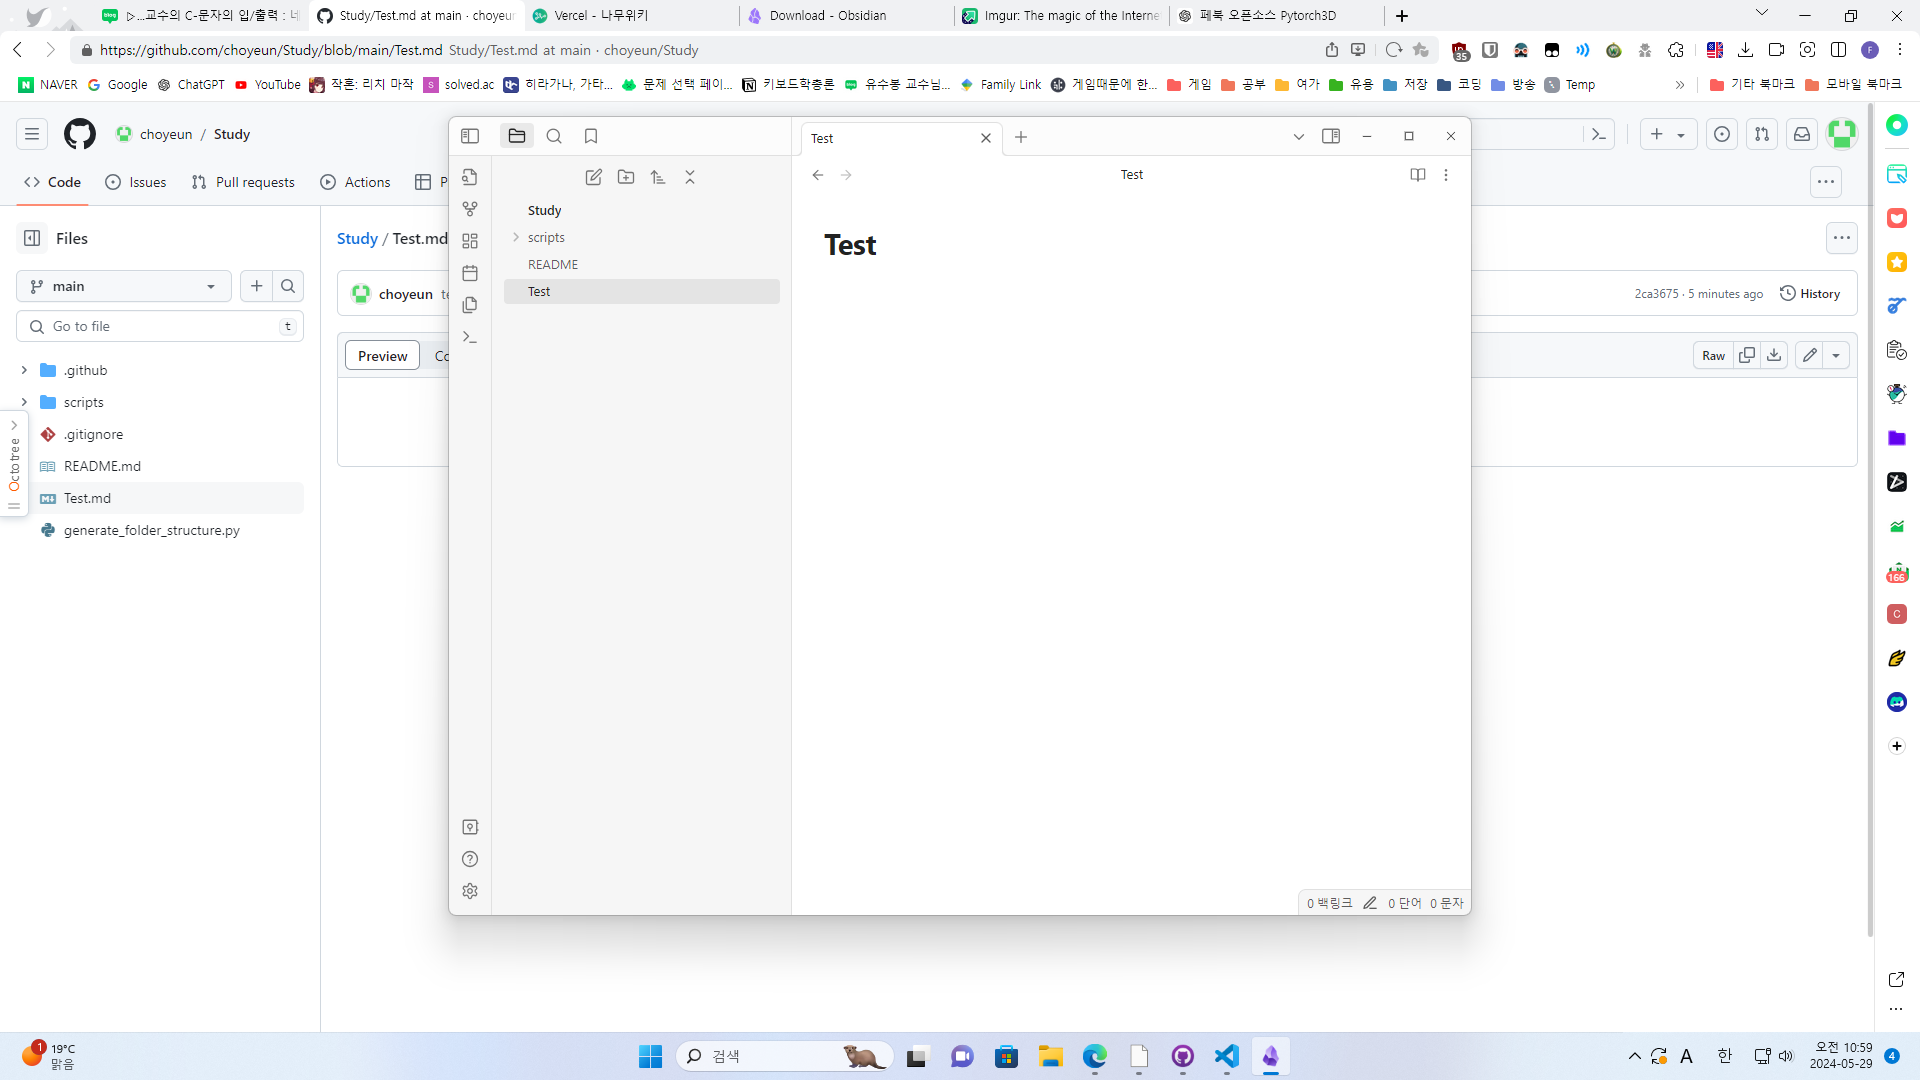 ▷...교수의 C-문자의 입/출력 : 네
Study/Test.md at main · choyeun
Vercel - 나무위키
Download - Obsidian
Imgur: The magic of the Interne
페북 오픈소스 Pytorch3D
https://github.com/choyeun/Study/blob/main/Test.md Study/Test.md at main · choyeun/Study
35
NAVER
Google
ChatGPT
YouTube
작혼: 리치 마작
solved.ac
히라가나, 가타...
문제 선택 페이...
키보드학총론
유수봉 교수님...
Family Link
게임때문에 한...
게임
공부
여가
유용
저장
코딩
방송
Temp
기타 북마크
모바일 북마크
choyeun / Study
Code
Issues
Pull requests
Actions
P
Files
main
Go to file
t
.github
scripts
.gitignore
README.md
Test.md
generate_folder_structure.py
Octotree
Study / Test.md
choyeun te
2ca3675 · 5 minutes ago
History
Preview
Co
Raw
Study
scripts
README
Test
Test
Test
Test
0 백링크
0 단어
0 문자
166
C
1
19°C
맑음
검색
A
한
오전 10:59
2024-05-29
4